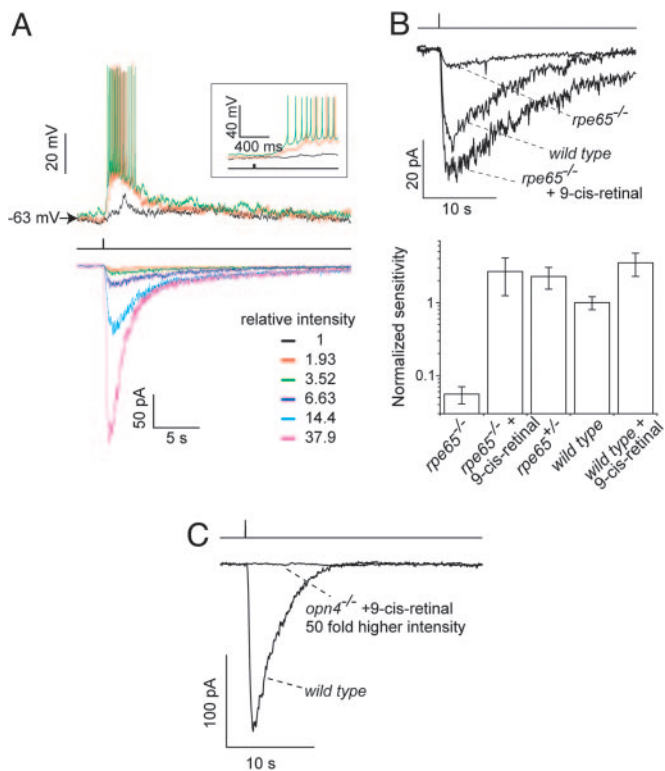 A
20 mV
-63 mV
40 mV
400 ms
relative intensity
1
1.93
3.52
6.63
14.4
37.9
50 pA
5 s
B
rpe65-/-
wild type
rpe65-/-
+ 9-cis-retinal
20 pA
10 s
Normalized sensitivity
1
0.1
rpe65-/-
rpe65-/- +
9-cis-retinal
rpe65+/-
wild type
wild type +
9-cis-retinal
C
opn4-/- +9-cis-retinal
50 fold higher intensity
wild type
100 pA
10 s